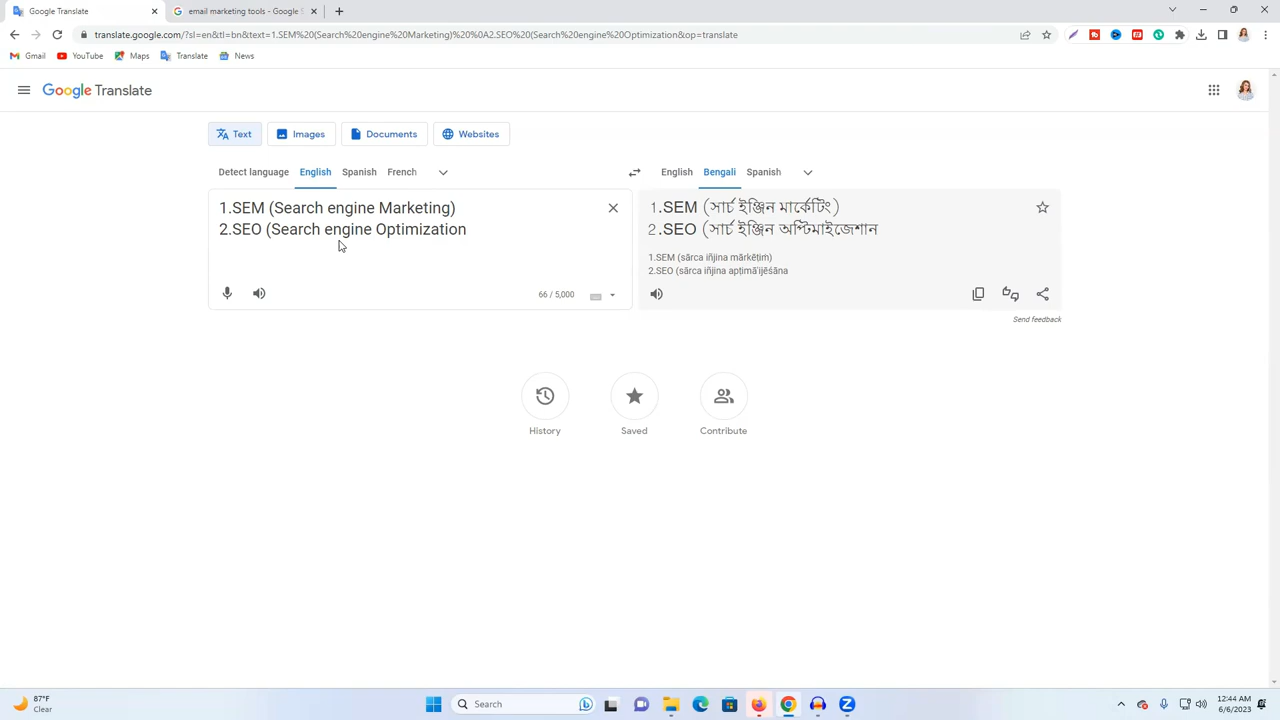 Google Translate
email marketing tools - Google S
translate.google.com/?sl=en&tl=bn&text=1.SEM%20(Search%20engine%20Marketing)%20%0A2.SEO%20(Search%20engine%20Optimization&op=translate
Gmail YouTube Maps Translate News
Google Translate
Text Images Documents Websites
Detect language English Spanish French English Bengali Spanish
1.SEM (Search engine Marketing)
2.SEO (Search engine Optimization
66 / 5,000
1.SEM (সার্চ ইঞ্জিন মার্কেটিং)
2.SEO (সার্চ ইঞ্জিন অপ্টিমাইজেশান
1.SEM (sārca iñjina mārkēṭiṁ)
2.SEO (sārca iñjina apṭimā'ijēśāna
Send feedback
History Saved Contribute
87°F
Clear
Search
12:44 AM
6/6/2023